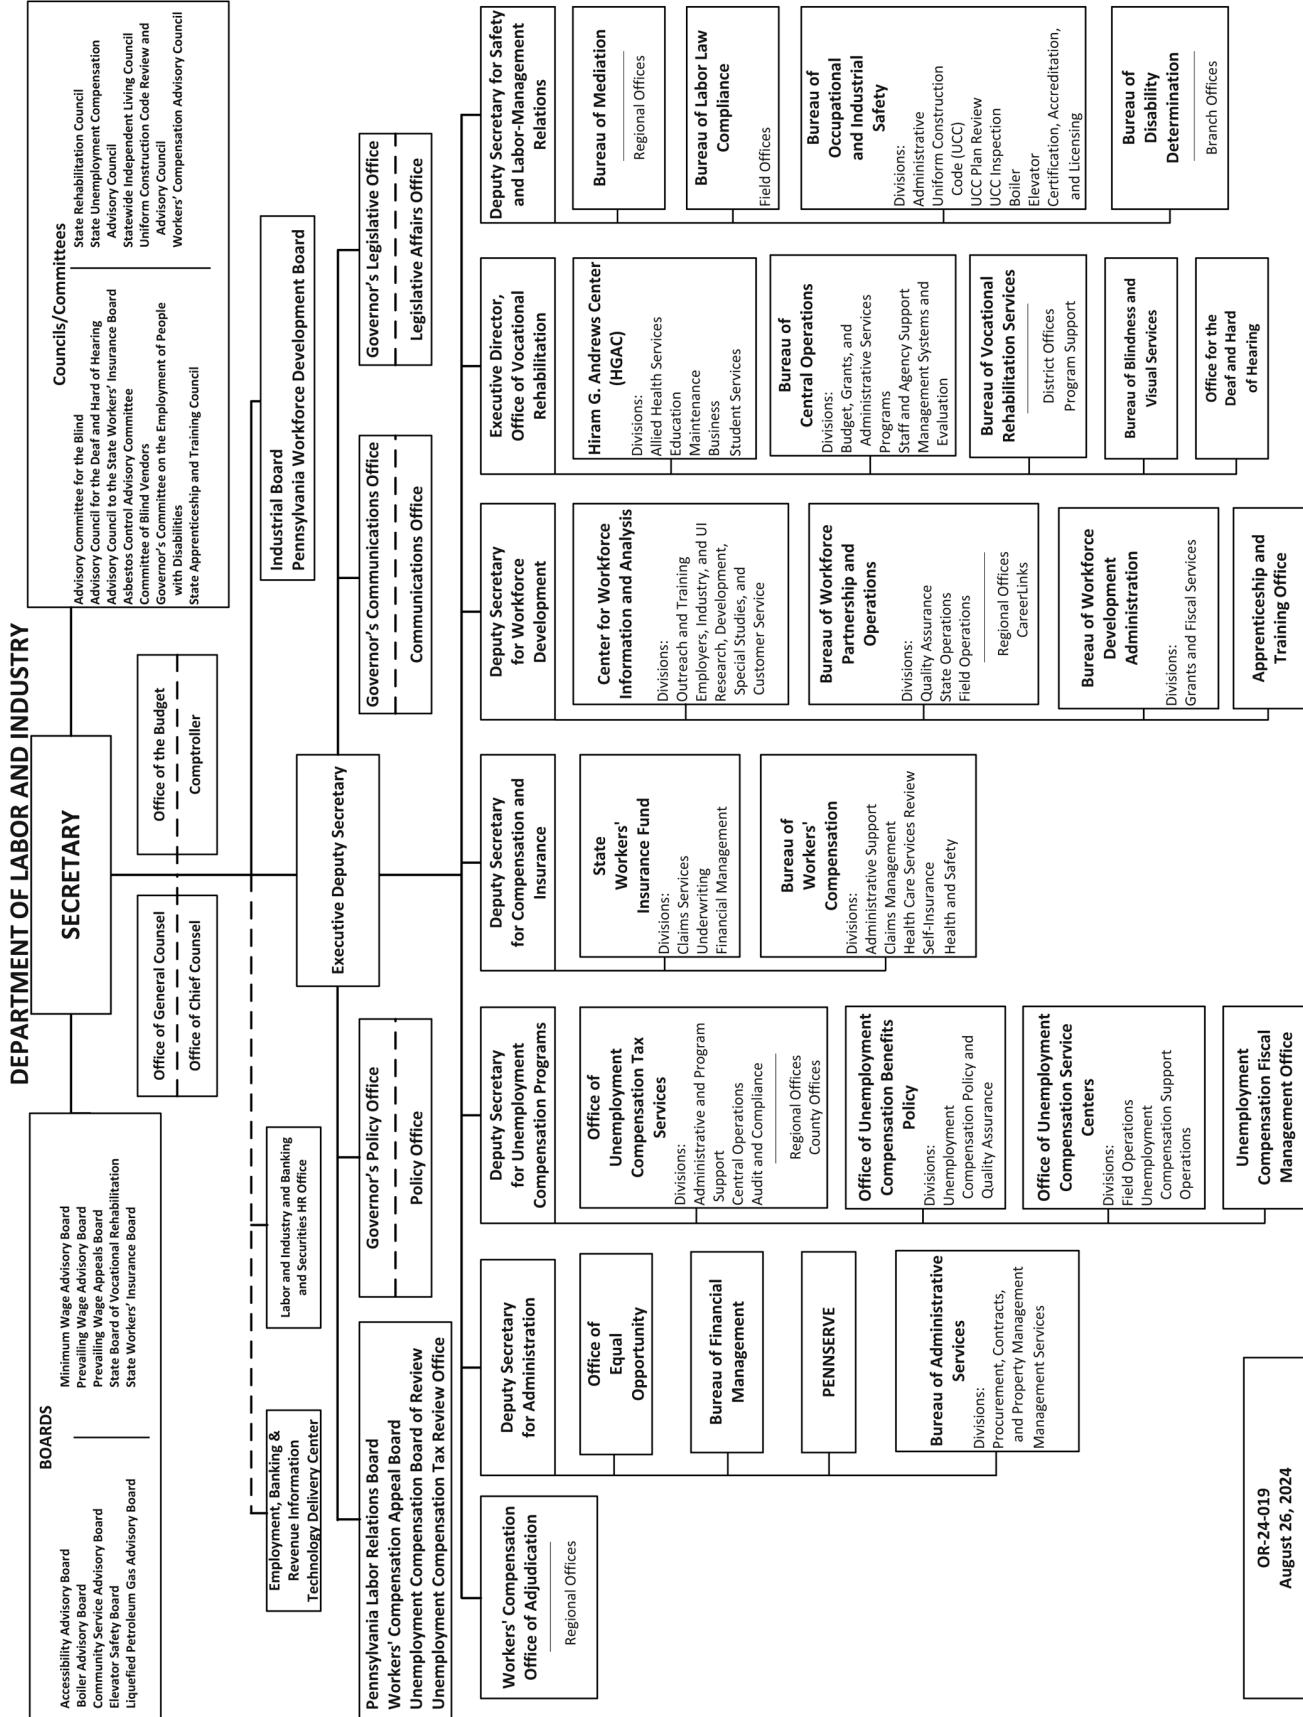 DEPARTMENT OF LABOR AND INDUSTRY
BOARDS
Accessibility Advisory Board
Boiler Advisory Board
Community Service Advisory Board
Elevator Safety Board
Liquefied Petroleum Gas Advisory Board
Minimum Wage Advisory Board
Prevailing Wage Advisory Board
Prevailing Wage Appeals Board
State Board of Vocational Rehabilitation
State Workers' Insurance Board
SECRETARY
Councils/Committees
Advisory Committee for the Blind
Advisory Council for the Deaf and Hard of Hearing
Advisory Council to the State Workers' Insurance Board
Asbestos Control Advisory Committee
Committee of Blind Vendors
Governor's Committee on the Employment of People
with Disabilities
State Apprenticeship and Training Council
State Rehabilitation Council
State Unemployment Compensation
Advisory Council
Statewide Independent Living Council
Uniform Construction Code Review and
Advisory Council
Workers' Compensation Advisory Council
Office of General Counsel
Office of Chief Counsel
Office of the Budget
Comptroller
Employment, Banking &
Revenue Information
Technology Delivery Center
Labor and Industry and Banking
and Securities HR Office
Industrial Board
Pennsylvania Workforce Development Board
Executive Deputy Secretary
Pennsylvania Labor Relations Board
Workers' Compensation Appeal Board
Unemployment Compensation Board of Review
Unemployment Compensation Tax Review Office
Governor's Policy Office
Policy Office
Governor's Communications Office
Communications Office
Governor's Legislative Office
Legislative Affairs Office
Workers' Compensation
Office of Adjudication
Regional Offices
Deputy Secretary
for Administration
Office of
Equal
Opportunity
Bureau of Financial
Management
PENNSERVE
Bureau of Administrative
Services
Divisions:
Procurement, Contracts,
and Property Management
Management Services
Deputy Secretary
for Unemployment
Compensation Programs
Office of
Unemployment
Compensation Tax
Services
Divisions:
Administrative and Program
Support
Central Operations
Audit and Compliance
Regional Offices
County Offices
Office of Unemployment
Compensation Benefits
Policy
Divisions:
Unemployment
Compensation Policy and
Quality Assurance
Office of Unemployment
Compensation Service
Centers
Divisions:
Field Operations
Unemployment
Compensation Support
Operations
Unemployment
Compensation Fiscal
Management Office
Deputy Secretary
for Compensation and
Insurance
State
Workers'
Insurance Fund
Divisions:
Claims Services
Underwriting
Financial Management
Bureau of
Workers'
Compensation
Divisions:
Administrative Support
Claims Management
Health Care Services Review
Self-Insurance
Health and Safety
Deputy Secretary
for Workforce
Development
Center for Workforce
Information and Analysis
Divisions:
Outreach and Training
Employers, Industry, and UI
Research, Development,
Special Studies, and
Customer Service
Bureau of Workforce
Partnership and
Operations
Divisions:
Quality Assurance
State Operations
Field Operations
Regional Offices
CareerLinks
Bureau of Workforce
Development
Administration
Divisions:
Grants and Fiscal Services
Apprenticeship and
Training Office
Executive Director,
Office of Vocational
Rehabilitation
Hiram G. Andrews Center
(HGAC)
Divisions:
Allied Health Services
Education
Maintenance
Business
Student Services
Bureau of
Central Operations
Divisions:
Budget, Grants, and
Administrative Services
Programs
Staff and Agency Support
Management Systems and
Evaluation
Bureau of Vocational
Rehabilitation Services
District Offices
Program Support
Bureau of Blindness and
Visual Services
Office for the
Deaf and Hard
of Hearing
Deputy Secretary for Safety
and Labor-Management
Relations
Bureau of Mediation
Regional Offices
Bureau of Labor Law
Compliance
Field Offices
Bureau of
Occupational
and Industrial
Safety
Divisions:
Administrative
Uniform Construction
Code (UCC)
UCC Plan Review
UCC Inspection
Boiler
Elevator
Certification, Accreditation,
and Licensing
Bureau of
Disability
Determination
Branch Offices
OR-24-019
August 26, 2024